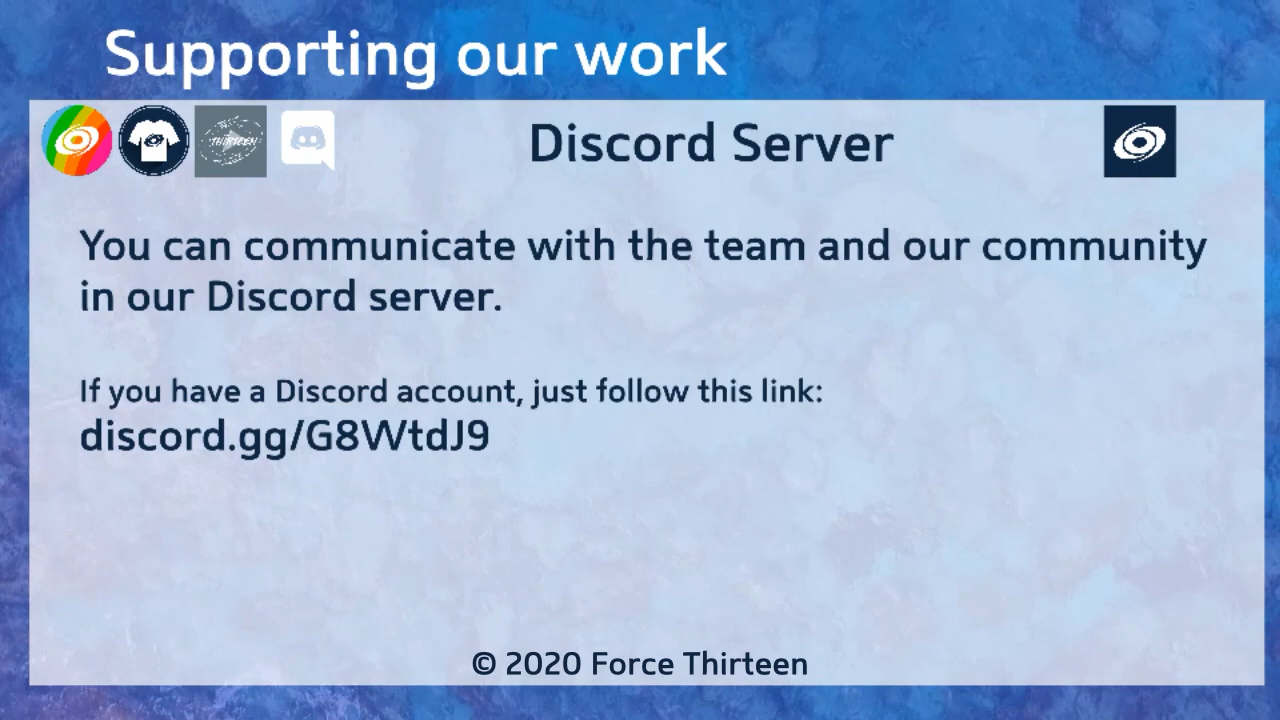 Supporting our work
THIRTEEN
Discord Server
You can communicate with the team and our community
in our Discord server.
If you have a Discord account, just follow this link:
discord.gg/G8WtdJ9
© 2020 Force Thirteen